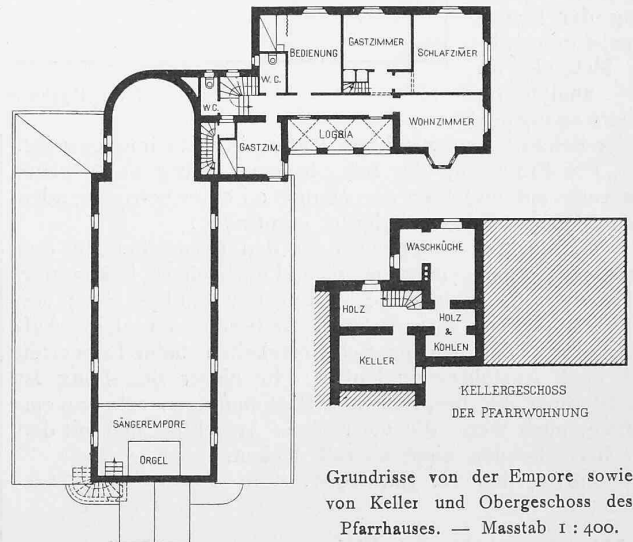 BEDIENUNG
GASTZIMMER
SCHLAFZIMER
W.C.
W.C.
GASTZIM.
LOGGIA
WOHNZIMMER
WASCHKÜCHE
HOLZ
HOLZ
&
KOHLEN
KELLER
KELLERGESCHOSS
DER PFARRWOHNUNG
SÄNGEREMPORE
ORGEL
Grundrisse von der Empore sowie
von Keller und Obergeschoss des
Pfarrhauses. — Masstab 1 : 400.